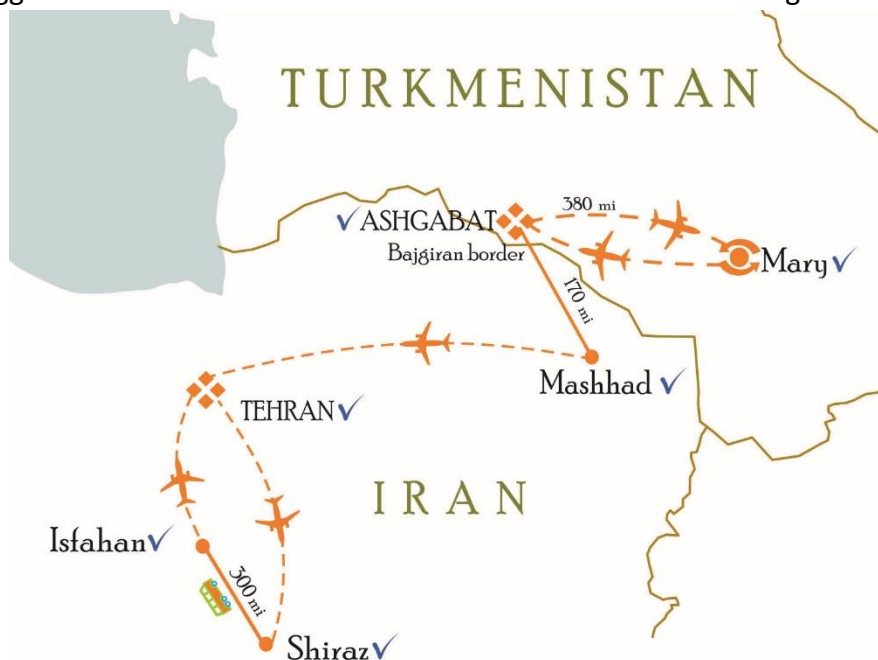 TURKMENISTAN
380 mi
ASHGABAT
Bajgiran border
Mary
170 mi
Mashhad
TEHRAN
IRAN
Isfahan
300 mi
Shiraz